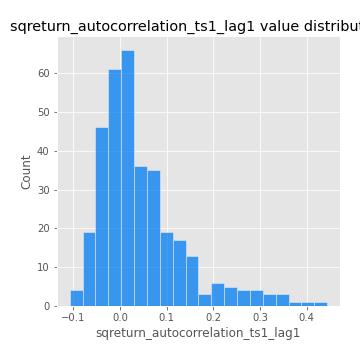 sqreturn_autocorrelation_ts1_lag1 value distribut
60
50
40
30
20
10
0
Count
−0.1 0.0 0.1 0.2 0.3 0.4
sqreturn_autocorrelation_ts1_lag1